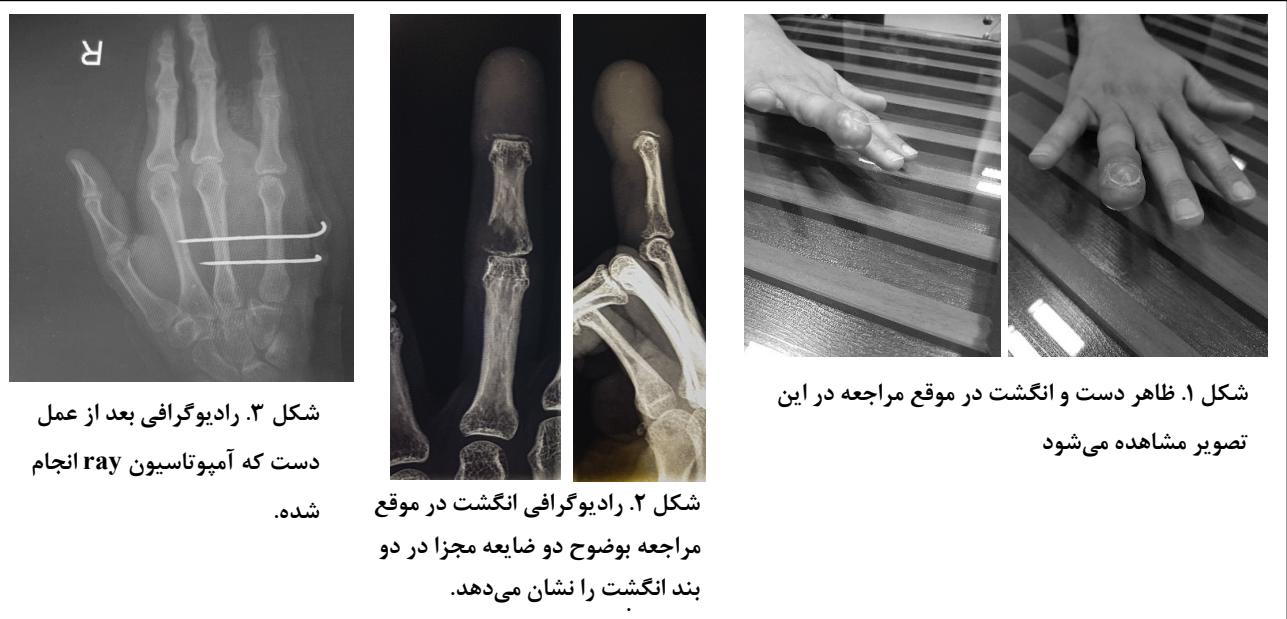 شکل ۱. ظاهر دست و انگشت در موقع مراجعه در این
تصویر مشاهده می‌شود
شکل ۲. رادیوگرافی انگشت در موقع
مراجعه بوضوح دو ضایعه مجزا در دو
بند انگشت را نشان می‌دهد.
R
شکل ۳. رادیوگرافی بعد از عمل
دست که آمپوتاسیون ray انجام
شده.